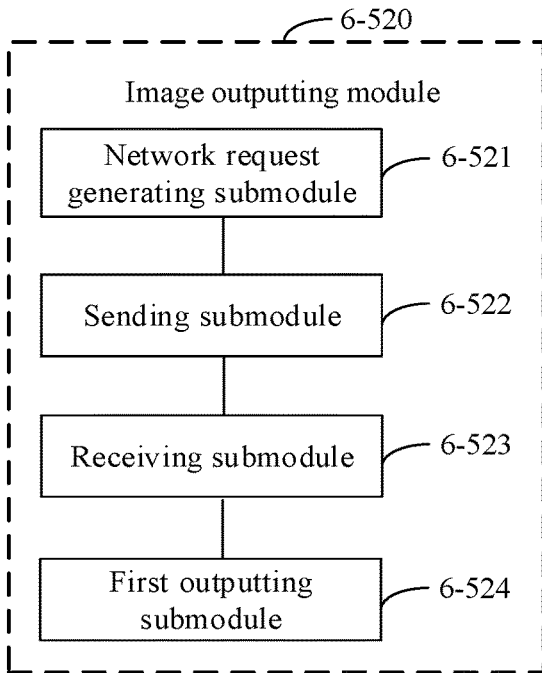 6-520
Image outputting module
Network request
generating submodule
6-521
Sending submodule
6-522
Receiving submodule
6-523
First outputting
submodule
6-524